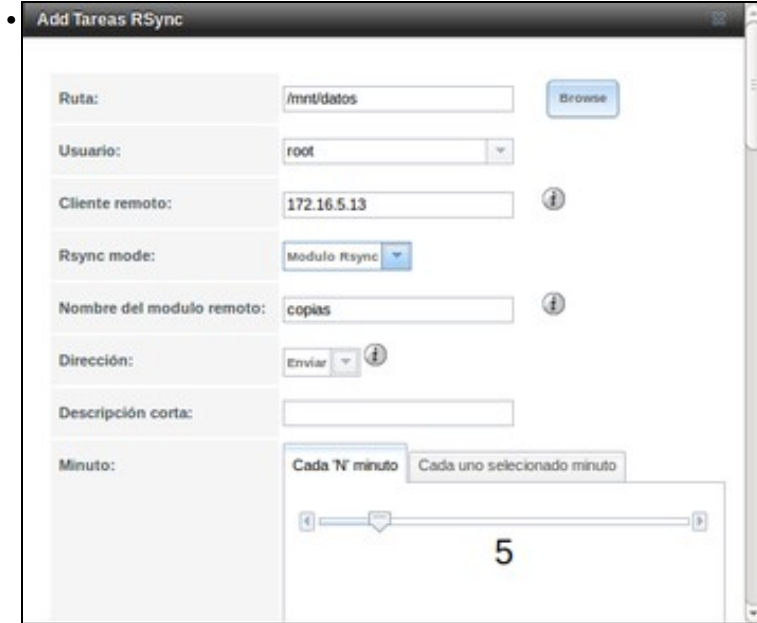 Add Tareas RSync
Ruta: /mnt/datos Browse
Usuario: root
Cliente remoto: 172.16.5.13
Rsync mode: Modulo Rsync
Nombre del modulo remoto: copias
Dirección: Enviar
Descripción corta:
Minuto: Cada 'N' minuto Cada uno selecionado minuto
5